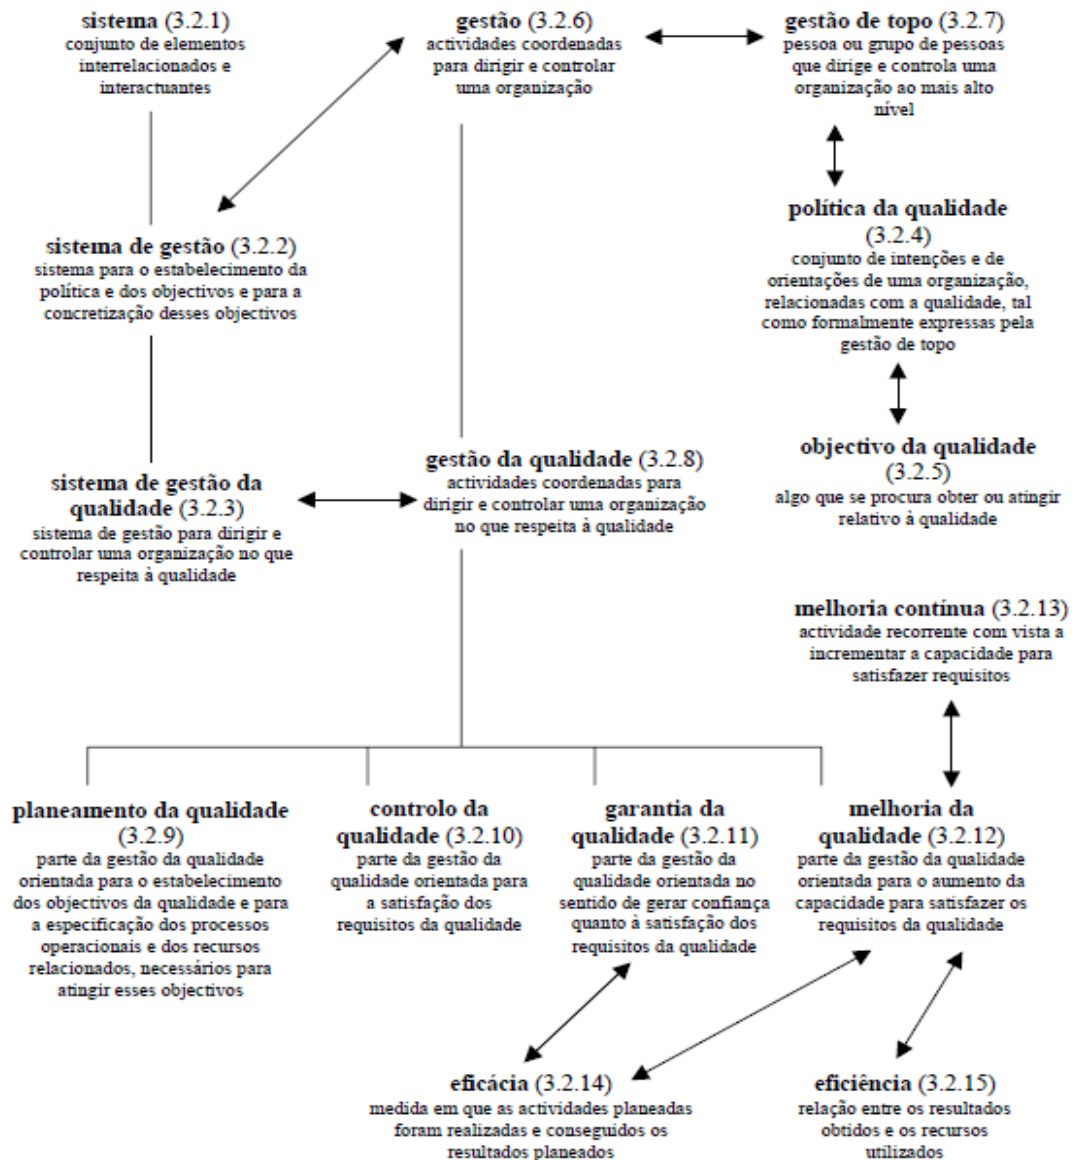 sistema (3.2.1)
conjunto de elementos
interrelacionados e
interactuantes
gestão (3.2.6)
actividades coordenadas
para dirigir e controlar
uma organização
gestão de topo (3.2.7)
pessoa ou grupo de pessoas
que dirige e controla uma
organização ao mais alto
nível
política da qualidade
(3.2.4)
conjunto de intenções e de
orientações de uma organização,
relacionadas com a qualidade, tal
como formalmente expressas pela
gestão de topo
sistema de gestão (3.2.2)
sistema para o estabelecimento da
política e dos objectivos e para a
concretização desses objectivos
objectivo da qualidade
(3.2.5)
algo que se procura obter ou atingir
relativo à qualidade
gestão da qualidade (3.2.8)
actividades coordenadas para
dirigir e controlar uma organização
no que respeita à qualidade
sistema de gestão da
qualidade (3.2.3)
sistema de gestão para dirigir e
controlar uma organização no que
respeita à qualidade
melhoria contínua (3.2.13)
actividade recorrente com vista a
incrementar a capacidade para
satisfazer requisitos
planeamento da qualidade
(3.2.9)
parte da gestão da qualidade
orientada para o estabelecimento
dos objectivos da qualidade e para
a especificação dos processos
operacionais e dos recursos
relacionados, necessários para
atingir esses objectivos
controlo da
qualidade (3.2.10)
parte da gestão da
qualidade orientada para
a satisfação dos
requisitos da qualidade
garantia da
qualidade (3.2.11)
parte da gestão da
qualidade orientada no
sentido de gerar confiança
quanto à satisfação dos
requisitos da qualidade
melhoria da
qualidade (3.2.12)
parte da gestão da qualidade
orientada para o aumento da
capacidade para satisfazer os
requisitos da qualidade
eficácia (3.2.14)
medida em que as actividades planeadas
foram realizadas e conseguidos os
resultados planeados
eficiência (3.2.15)
relação entre os resultados
obtidos e os recursos
utilizados